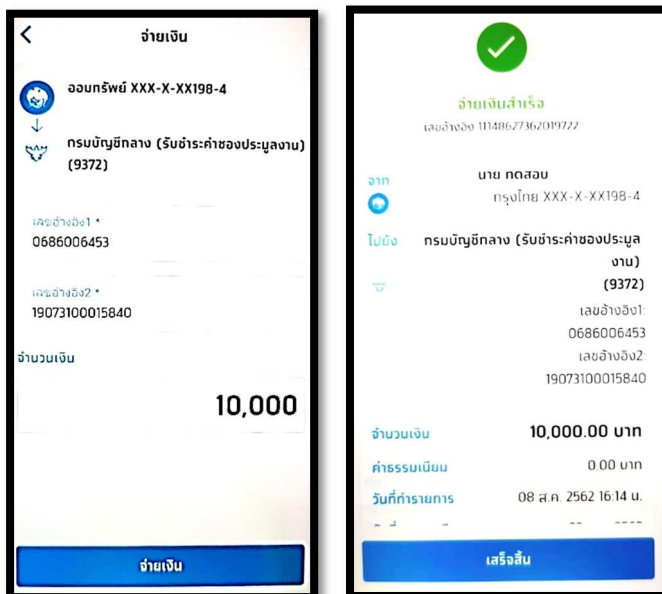 จ่ายเงิน
ออมทรัพย์ XXX-X-XX198-4
กรมบัญชีกลาง (รับชำระค่าซองประมูลงาน)
(9372)
เลขอ้างอิง1 *
0686006453
เลขอ้างอิง2 *
19073100015840
จำนวนเงิน
10,000
จ่ายเงิน
จ่ายเงินสำเร็จ
เลขอ้างอิง 11148627362019722
จาก นาย ทดสอบ
กรุงไทย XXX-X-XX198-4
ไปยัง กรมบัญชีกลาง (รับชำระค่าซองประมูล
งาน)
(9372)
เลขอ้างอิง1:
0686006453
เลขอ้างอิง2:
19073100015840
จำนวนเงิน 10,000.00 บาท
ค่าธรรมเนียม 0.00 บาท
วันที่ทำรายการ 08 ส.ค. 2562 16:14 น.
เสร็จสิ้น